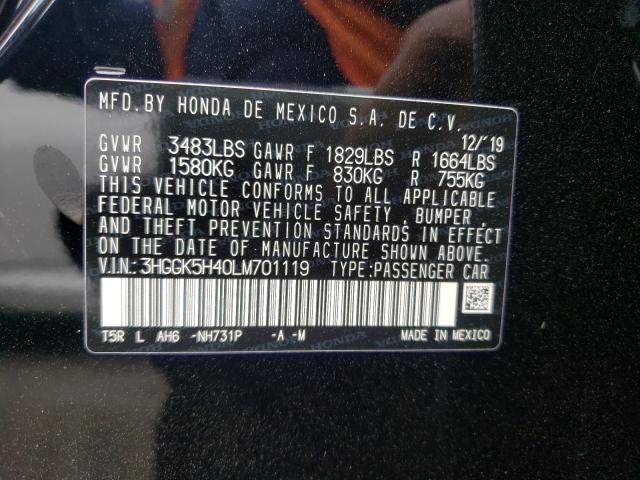 MFD. BY HONDA DE MEXICO S.A. DE C.V.
12/'19
GVWR 3483LBS GAWR F 1829LBS R 1664LBS
GVWR 1580KG GAWR F 830KG R 755KG
THIS VEHICLE CONFORMS TO ALL APPLICABLE
FEDERAL MOTOR VEHICLE SAFETY, BUMPER,
AND THEFT PREVENTION STANDARDS IN EFFECT
ON THE DATE OF MANUFACTURE SHOWN ABOVE.
V.I.N.: 3HGGK5H40LM701119 TYPE: PASSENGER CAR
T5R L AH6 -NH731P -A -M MADE IN MEXICO